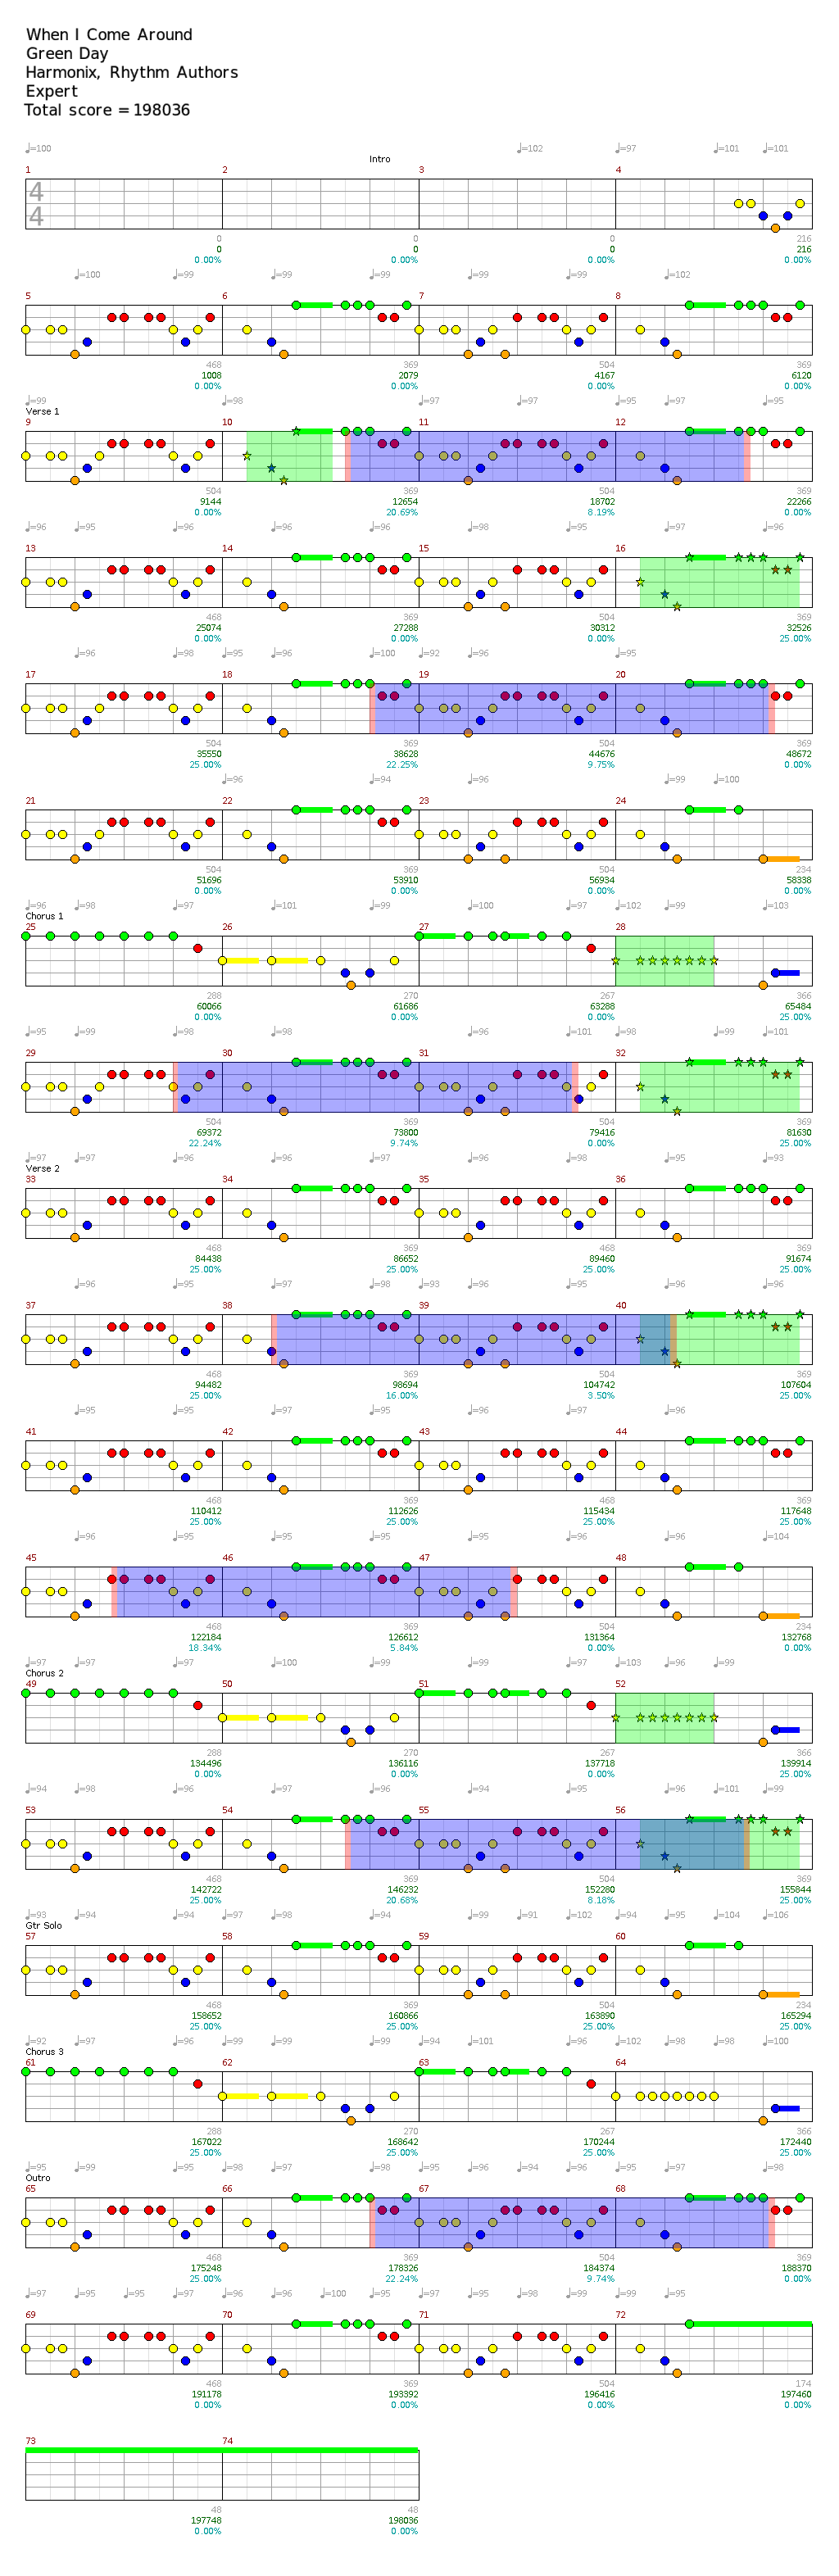 When I Come Around
Green Day
Harmonix, Rhythm Authors
Expert
Total score = 198036
♩=100 ♩=102 ♩=97 ♩=101 ♩=101
Intro
1 2 3 4
4
4
0 0 0 216
0 0 0 216
0.00% 0.00% 0.00% 0.00%
♩=100 ♩=99 ♩=99 ♩=99 ♩=99 ♩=99 ♩=102
5 6 7 8
468 369 504 369
1008 2079 4167 6120
0.00% 0.00% 0.00% 0.00%
♩=99 ♩=98 ♩=97 ♩=97 ♩=95 ♩=97 ♩=95
Verse 1
9 10 11 12
504 369 504 369
9144 12654 18702 22266
0.00% 20.69% 8.19% 0.00%
♩=96 ♩=95 ♩=95 ♩=96 ♩=96 ♩=98 ♩=95 ♩=97 ♩=96
13 14 15 16
468 369 504 369
25074 27288 30312 32526
0.00% 0.00% 0.00% 25.00%
♩=96 ♩=98 ♩=95 ♩=96 ♩=100 ♩=92 ♩=96 ♩=95
17 18 19 20
504 369 504 369
35550 38628 44676 48672
25.00% 22.25% 9.75% 0.00%
♩=96 ♩=94 ♩=96 ♩=99 ♩=100
21 22 23 24
504 369 504 234
51696 53910 56934 58338
0.00% 0.00% 0.00% 0.00%
♩=96 ♩=98 ♩=97 ♩=101 ♩=99 ♩=100 ♩=97 ♩=102 ♩=99 ♩=103
Chorus 1
25 26 27 28
288 270 267 366
60066 61686 63288 65484
0.00% 0.00% 0.00% 25.00%
♩=95 ♩=99 ♩=95 ♩=98 ♩=96 ♩=101 ♩=98 ♩=99 ♩=101
29 30 31 32
504 369 504 369
69372 73800 79416 81630
22.24% 9.74% 0.00% 25.00%
♩=97 ♩=97 ♩=96 ♩=96 ♩=95 ♩=96 ♩=98 ♩=95 ♩=93
Verse 2
33 34 35 36
468 369 468 369
84438 86652 89460 91674
25.00% 25.00% 25.00% 25.00%
♩=96 ♩=95 ♩=97 ♩=98 ♩=93 ♩=96 ♩=95 ♩=96 ♩=96
37 38 39 40
468 369 504 369
94482 98694 104742 107604
25.00% 16.00% 3.50% 25.00%
♩=95 ♩=95 ♩=97 ♩=95 ♩=97 ♩=96
41 42 43 44
468 369 468 369
110412 112626 115434 117648
25.00% 25.00% 25.00% 25.00%
♩=96 ♩=95 ♩=95 ♩=95 ♩=96 ♩=104
45 46 47 48
468 369 504 234
122184 126612 131364 132768
18.34% 5.84% 0.00% 0.00%
♩=97 ♩=97 ♩=97 ♩=100 ♩=99 ♩=97 ♩=99 ♩=103 ♩=96 ♩=99
Chorus 2
49 50 51 52
288 270 267 366
134496 136116 137718 139914
0.00% 0.00% 0.00% 25.00%
♩=94 ♩=98 ♩=96 ♩=97 ♩=96 ♩=94 ♩=95 ♩=96 ♩=101 ♩=99
53 54 55 56
468 369 504 369
142722 146232 152280 155844
25.00% 20.68% 8.18% 25.00%
♩=93 ♩=94 ♩=94 ♩=97 ♩=98 ♩=94 ♩=99 ♩=91 ♩=102 ♩=94 ♩=95 ♩=104 ♩=106
Gtr Solo
57 58 59 60
468 369 504 234
158652 160866 163890 165294
25.00% 25.00% 25.00% 25.00%
♩=92 ♩=97 ♩=95 ♩=99 ♩=99 ♩=94 ♩=101 ♩=96 ♩=102 ♩=98 ♩=98 ♩=100
Chorus 3
61 62 63 64
288 270 267 366
167022 168642 170244 172440
25.00% 25.00% 25.00% 25.00%
♩=95 ♩=99 ♩=95 ♩=97 ♩=98 ♩=96 ♩=94 ♩=96 ♩=95 ♩=97 ♩=98
Outro
65 66 67 68
468 369 504 369
175248 178326 184374 188370
25.00% 22.24% 9.74% 0.00%
♩=97 ♩=95 ♩=95 ♩=97 ♩=96 ♩=96 ♩=100 ♩=95 ♩=97 ♩=95 ♩=98 ♩=99 ♩=99 ♩=95
69 70 71 72
468 369 504 174
191178 193392 196416 197460
0.00% 0.00% 0.00% 0.00%
73 74
48 48
197748 198036
0.00% 0.00%